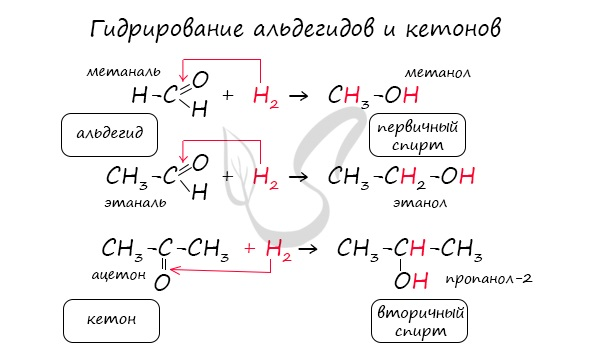 Гидрирование альдегидов и кетонов
метаналь
метанол
H-C=O
H
+ H2 → CH3-OH
альдегид
первичный
спирт
CH3-C=O
H
+ H2 → CH3-CH2-OH
этаналь
этанол
CH3-C-CH3 + H2 → CH3-CH-CH3
O
OH
ацетон
пропанол-2
кетон
вторичный
спирт